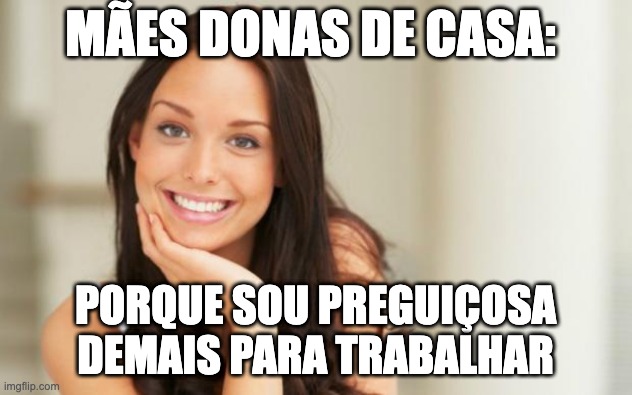 MÃES DONAS DE CASA:
PORQUE SOU PREGUIÇOSA
DEMAIS PARA TRABALHAR
imgflip.com